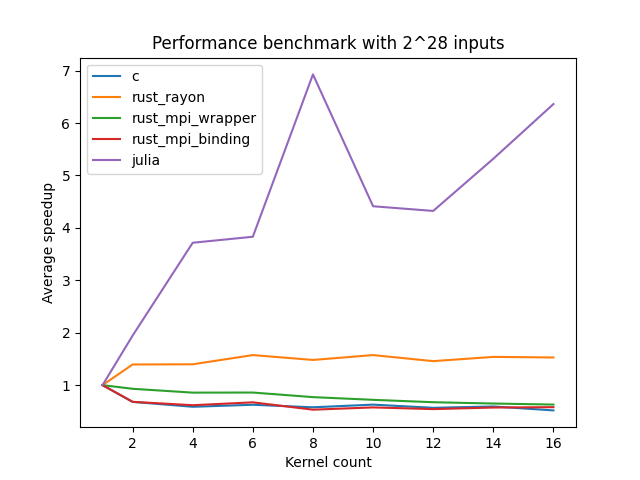 Performance benchmark with 2^28 inputs
c
rust_rayon
rust_mpi_wrapper
rust_mpi_binding
julia
7
6
5
4
3
2
1
Average speedup
2 4 6 8 10 12 14 16
Kernel count